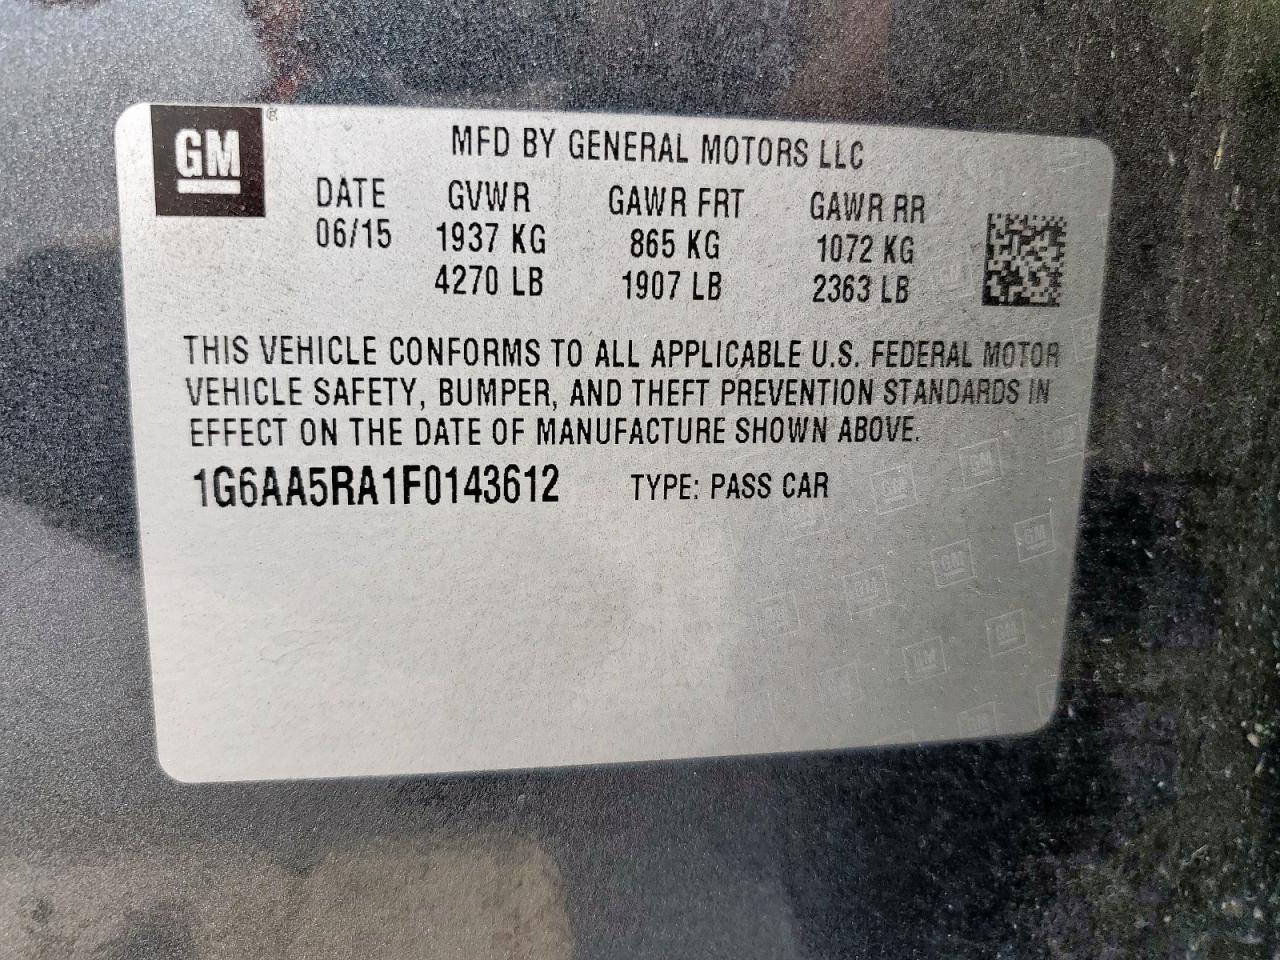 GM
MFD BY GENERAL MOTORS LLC
DATE GVWR GAWR FRT GAWR RR
06/15 1937 KG 865 KG 1072 KG
4270 LB 1907 LB 2363 LB
THIS VEHICLE CONFORMS TO ALL APPLICABLE U.S. FEDERAL MOTOR
VEHICLE SAFETY, BUMPER, AND THEFT PREVENTION STANDARDS IN
EFFECT ON THE DATE OF MANUFACTURE SHOWN ABOVE.
1G6AA5RA1F0143612 TYPE: PASS CAR